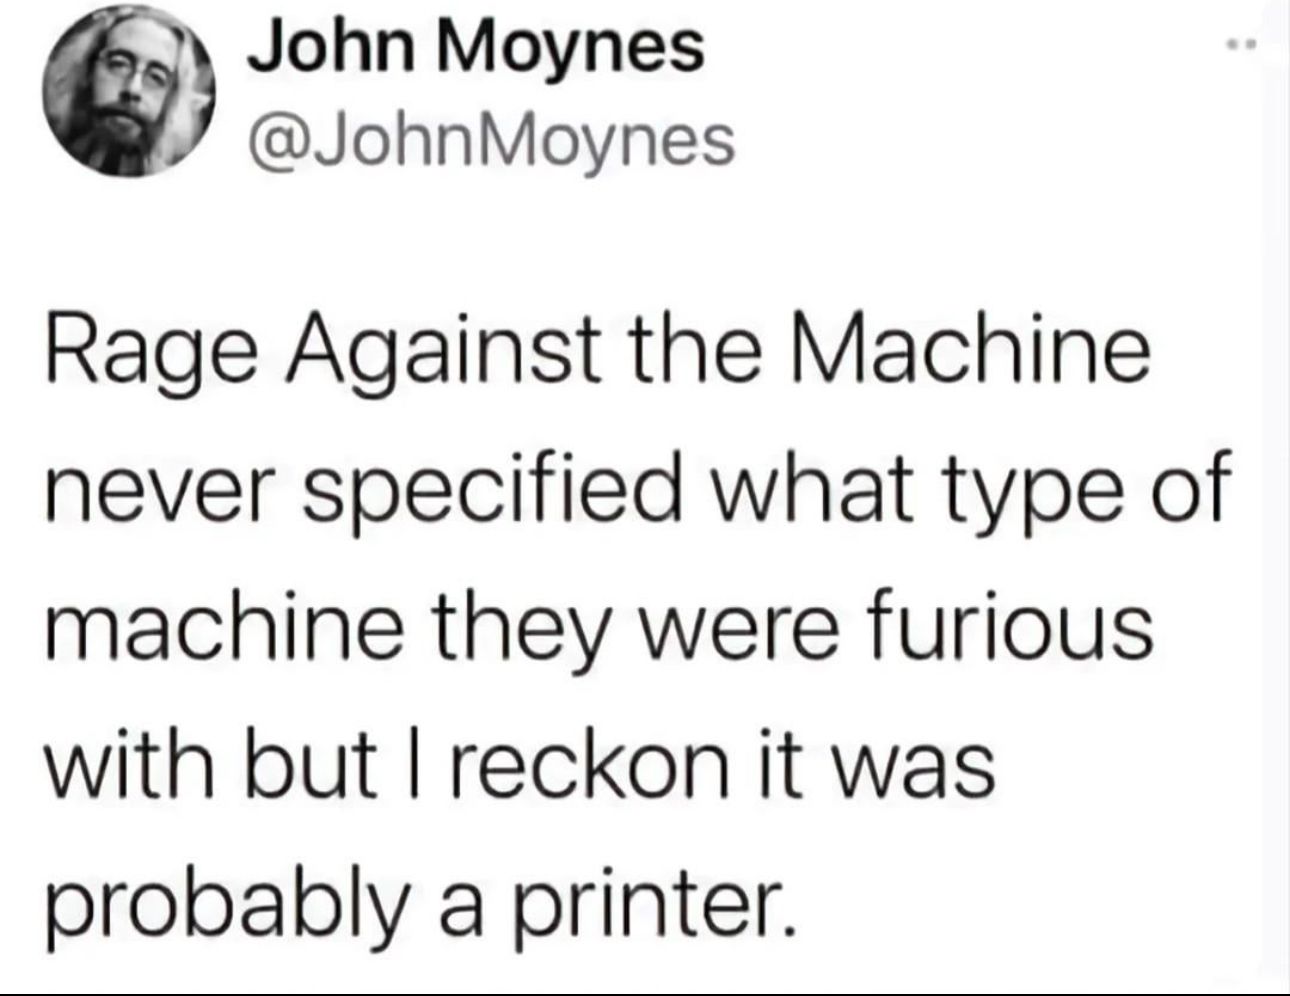 John Moynes
@JohnMoynes
Rage Against the Machine
never specified what type of
machine they were furious
with but I reckon it was
probably a printer.